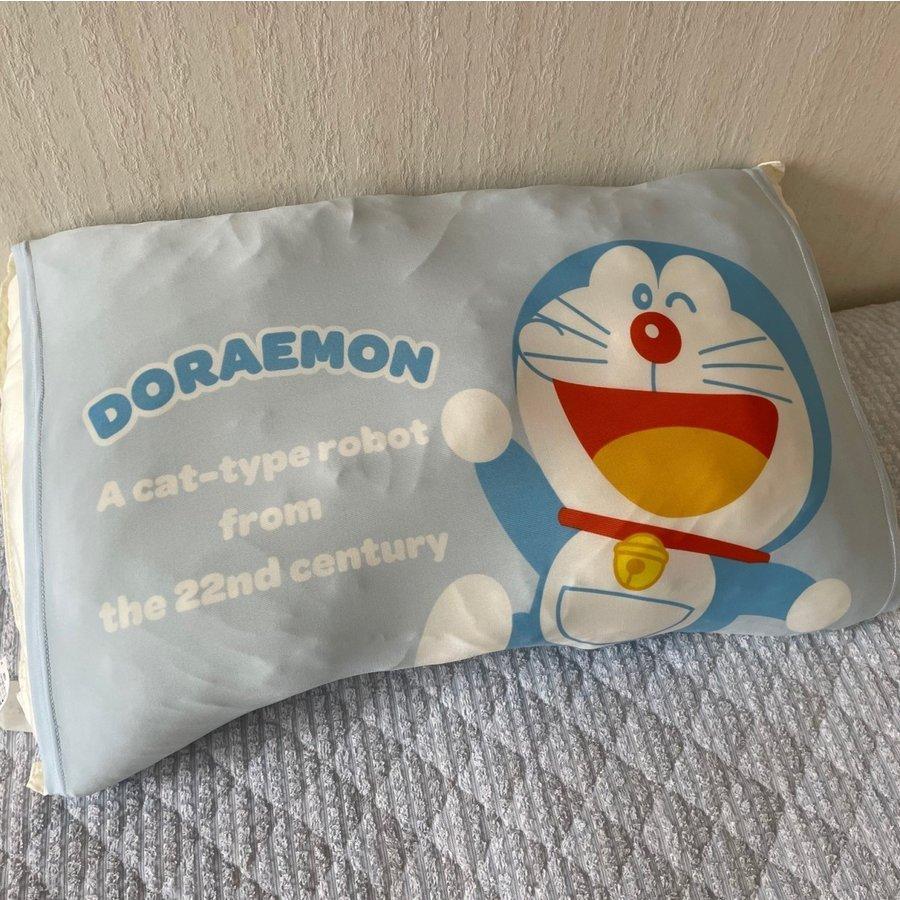 DORAEMON
A cat-type robot
from
the 22nd century